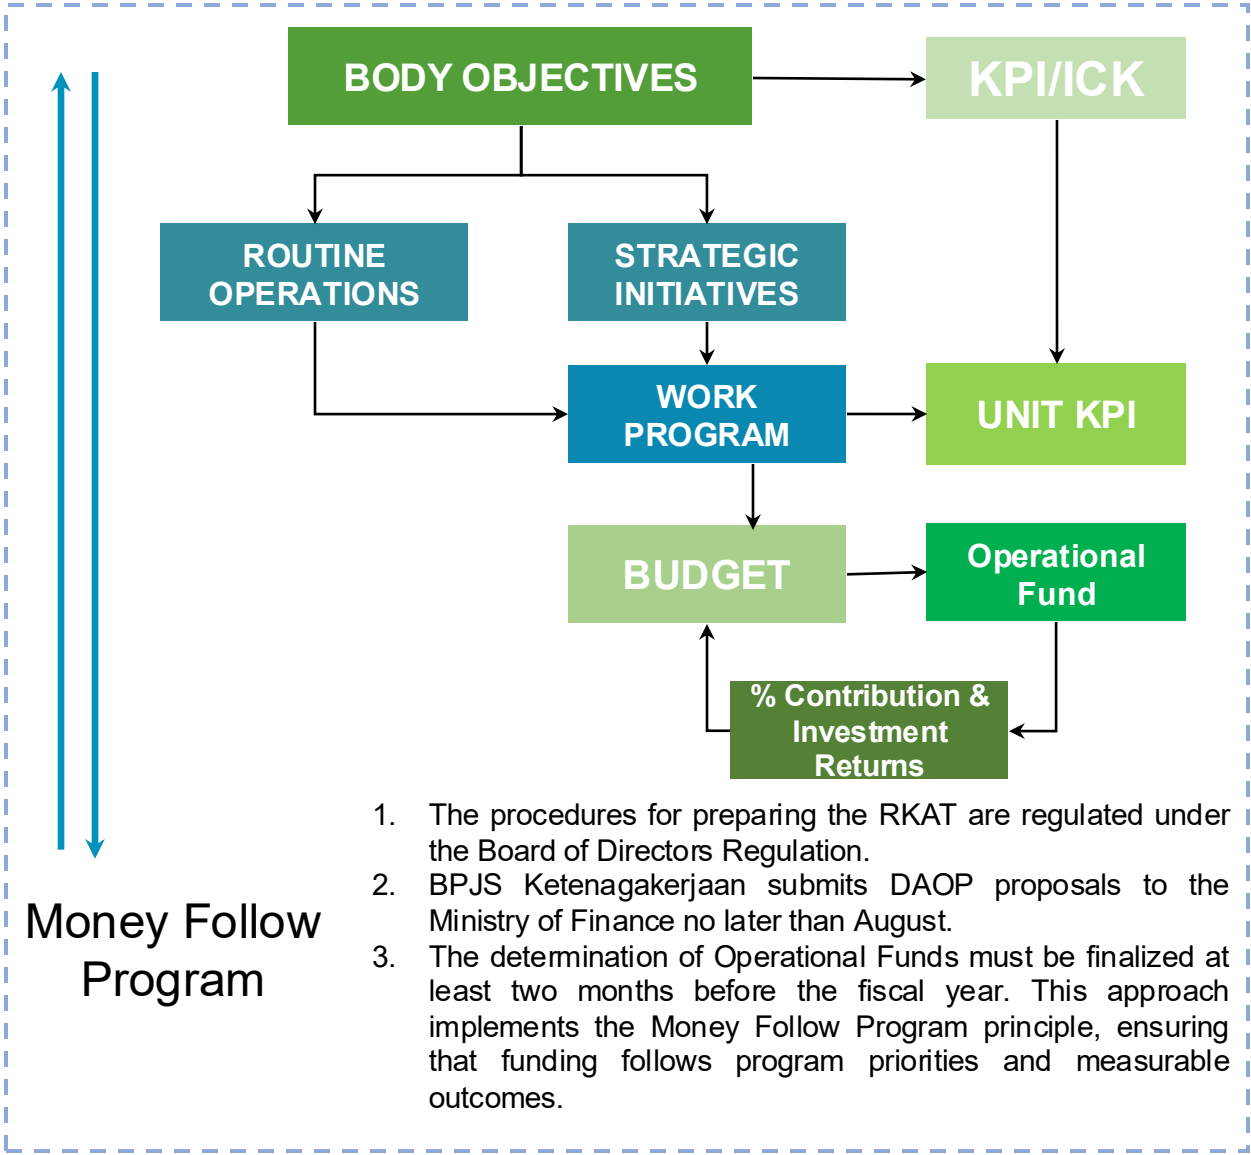 BODY OBJECTIVES
KPI/ICK
ROUTINE
OPERATIONS
STRATEGIC
INITIATIVES
WORK
PROGRAM
UNIT KPI
BUDGET
Operational
Fund
% Contribution &
Investment
Returns
Money Follow
Program
1. The procedures for preparing the RKAT are regulated under
the Board of Directors Regulation.
2. BPJS Ketenagakerjaan submits DAOP proposals to the
Ministry of Finance no later than August.
3. The determination of Operational Funds must be finalized at
least two months before the fiscal year. This approach
implements the Money Follow Program principle, ensuring
that funding follows program priorities and measurable
outcomes.